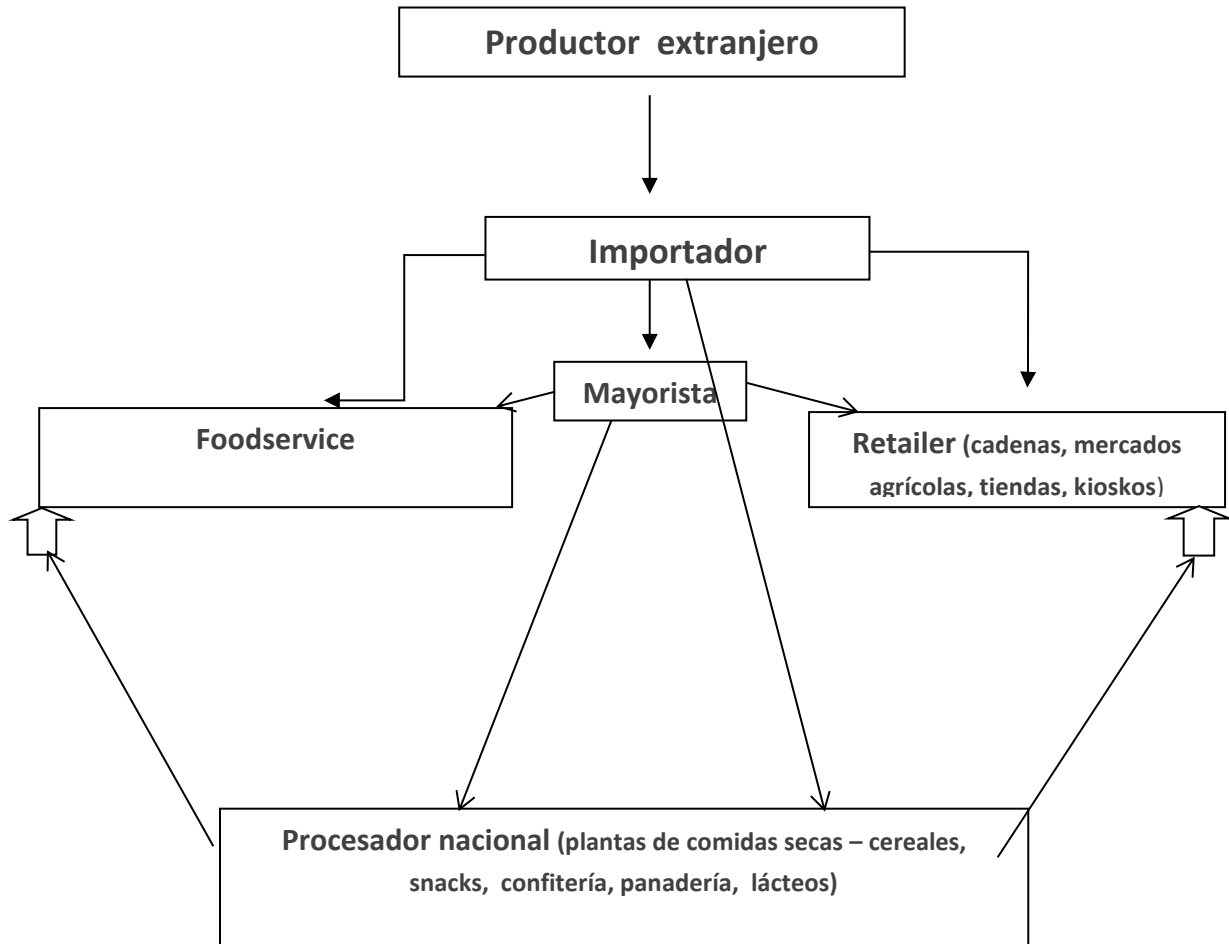 Productor extranjero
Importador
Mayorista
Foodservice
Retailer (cadenas, mercados
agrícolas, tiendas, kioskos)
Procesador nacional (plantas de comidas secas – cereales,
snacks, confitería, panadería, lácteos)